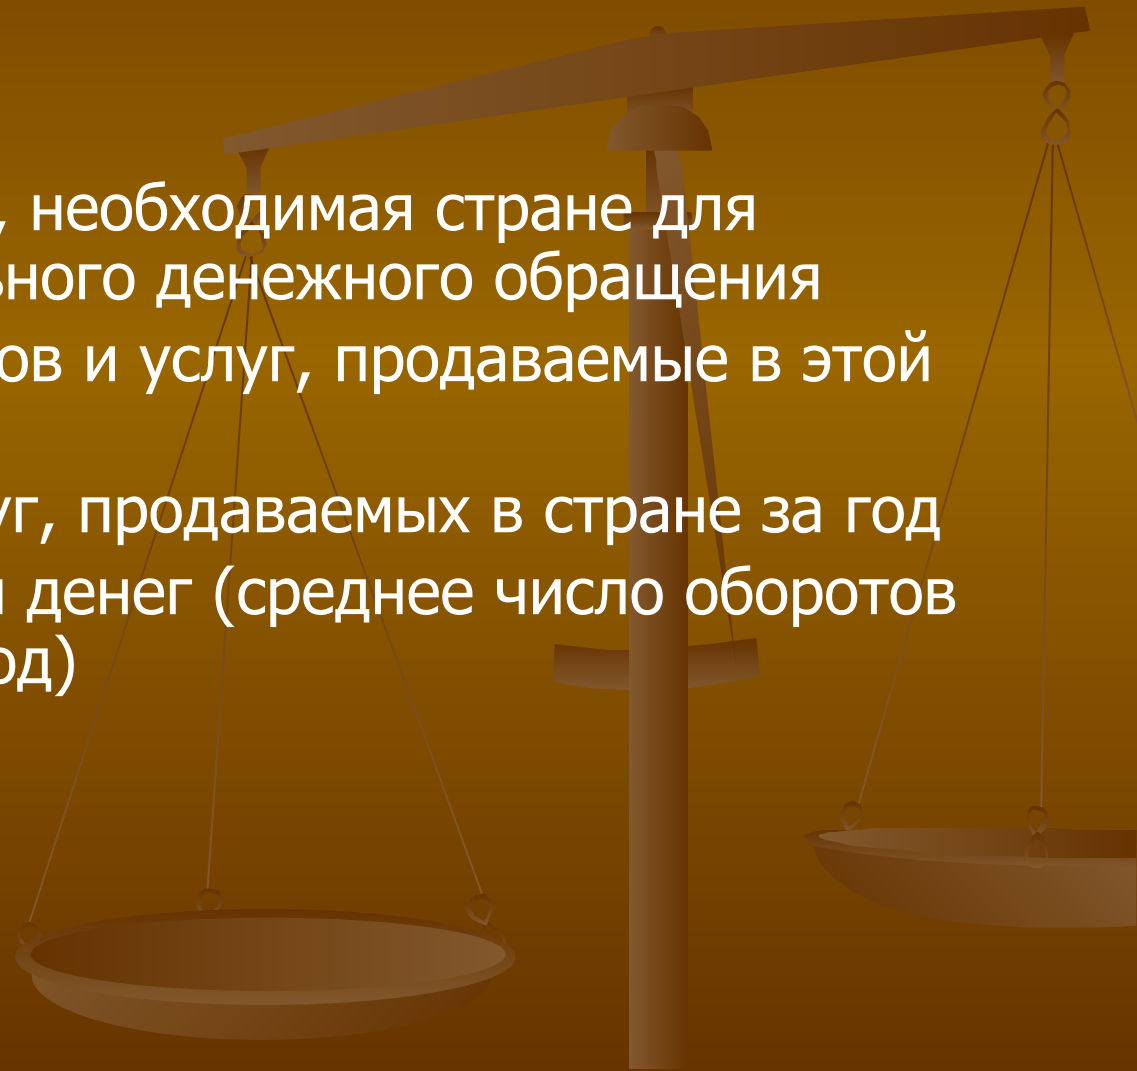 , необходимая стране для
ьного денежного обращения
ов и услуг, продаваемые в этой
уг, продаваемых в стране за год
и денег (среднее число оборотов
од)